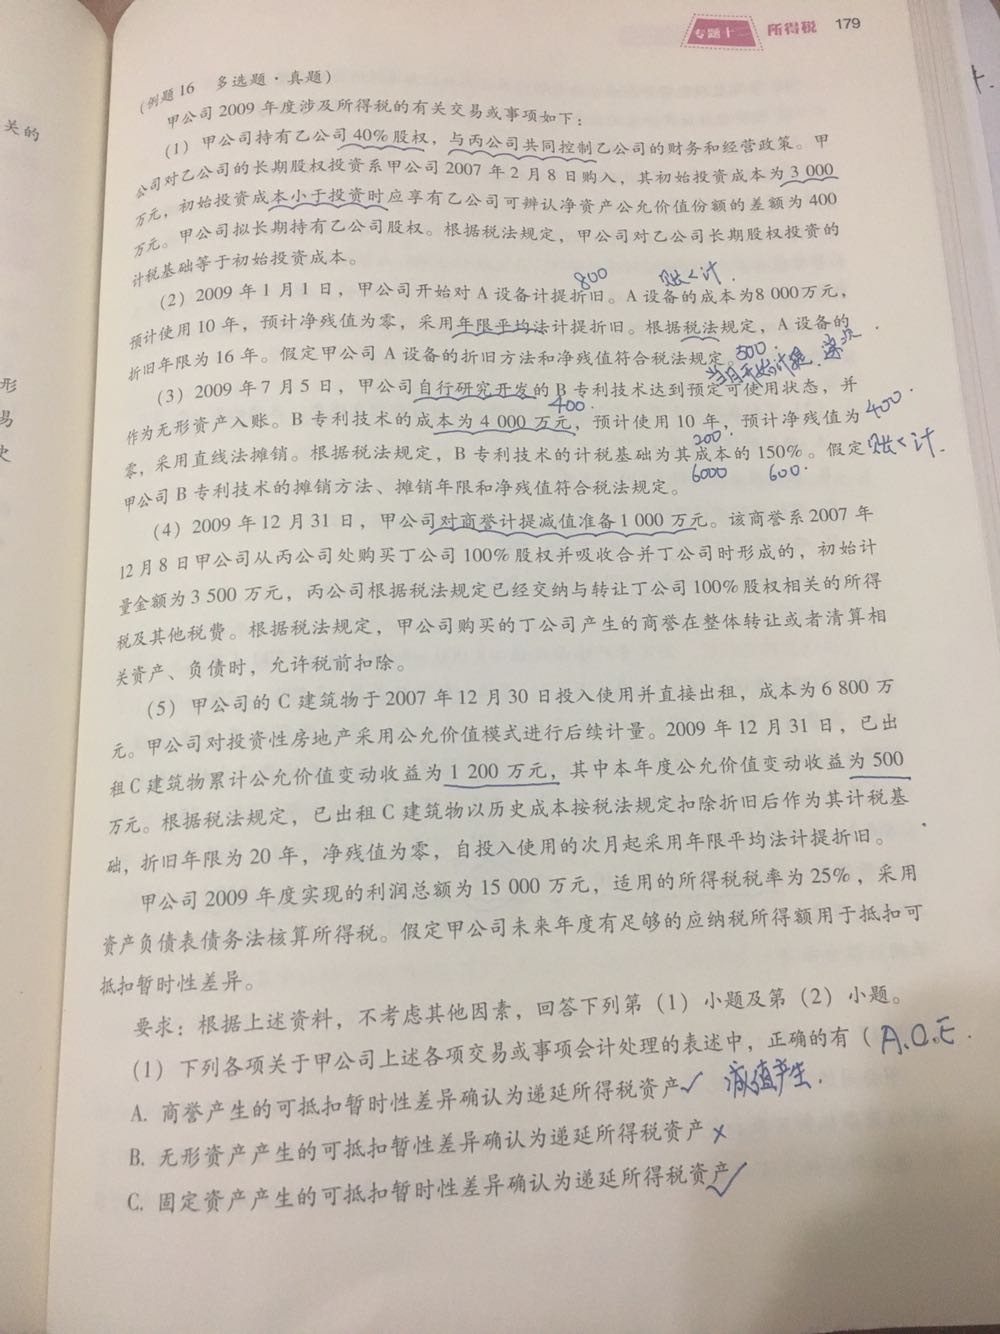 专题十二 所得税 179
(例题16 多选题·真题)
甲公司2009年度涉及所得税的有关交易或事项如下：
(1) 甲公司持有乙公司40%股权，与丙公司共同控制乙公司的财务和经营政策。甲
公司对乙公司的长期股权投资系甲公司2007年2月8日购入，其初始投资成本为3 000
万元，初始投资成本小于投资时应享有乙公司可辨认净资产公允价值份额的差额为400
万元。甲公司拟长期持有乙公司股权。根据税法规定，甲公司对乙公司长期股权投资的
计税基础等于初始投资成本。
800 账<计.
(2) 2009年1月1日，甲公司开始对A设备计提折旧。A设备的成本为8 000万元，
预计使用10年，预计净残值为零，采用年限平均法计提折旧。根据税法规定，A设备的
折旧年限为16年。假定甲公司A设备的折旧方法和净残值符合税法规定。
500.
当月开始计提
(3) 2009年7月5日，甲公司自行研究开发的B专利技术达到预定可使用状态，并
400.
作为无形资产入账。B专利技术的成本为4 000万元，预计使用10年，预计净残值为
400.
200
零，采用直线法摊销。根据税法规定，B专利技术的计税基础为其成本的150%。假定
账<计.
6000 600.
甲公司B专利技术的摊销方法、摊销年限和净残值符合税法规定。
(4) 2009年12月31日，甲公司对商誉计提减值准备1 000万元。该商誉系2007年
12月8日甲公司从丙公司处购买丁公司100%股权并吸收合并丁公司时形成的，初始计
量金额为3 500万元，丙公司根据税法规定已经交纳与转让丁公司100%股权相关的所得
税及其他税费。根据税法规定，甲公司购买的丁公司产生的商誉在整体转让或者清算相
关资产、负债时，允许税前扣除。
(5) 甲公司的C建筑物于2007年12月30日投入使用并直接出租，成本为6 800万
元。甲公司对投资性房地产采用公允价值模式进行后续计量。2009年12月31日，已出
租C建筑物累计公允价值变动收益为1 200万元，其中本年度公允价值变动收益为500
万元。根据税法规定，已出租C建筑物以历史成本按税法规定扣除折旧后作为其计税基
础，折旧年限为20年，净残值为零，自投入使用的次月起采用年限平均法计提折旧。
甲公司2009年度实现的利润总额为15 000万元，适用的所得税税率为25%，采用
资产负债表债务法核算所得税。假定甲公司未来年度有足够的应纳税所得额用于抵扣可
抵扣暂时性差异。
要求：根据上述资料，不考虑其他因素，回答下列第（1）小题及第（2）小题。
(1) 下列各项关于甲公司上述各项交易或事项会计处理的表述中，正确的有（ A.C.E.
A. 商誉产生的可抵扣暂时性差异确认为递延所得税资产✓ 减值产生.
B. 无形资产产生的可抵扣暂性差异确认为递延所得税资产×
C. 固定资产产生的可抵扣暂时性差异确认为递延所得税资产✓
关的
形
易